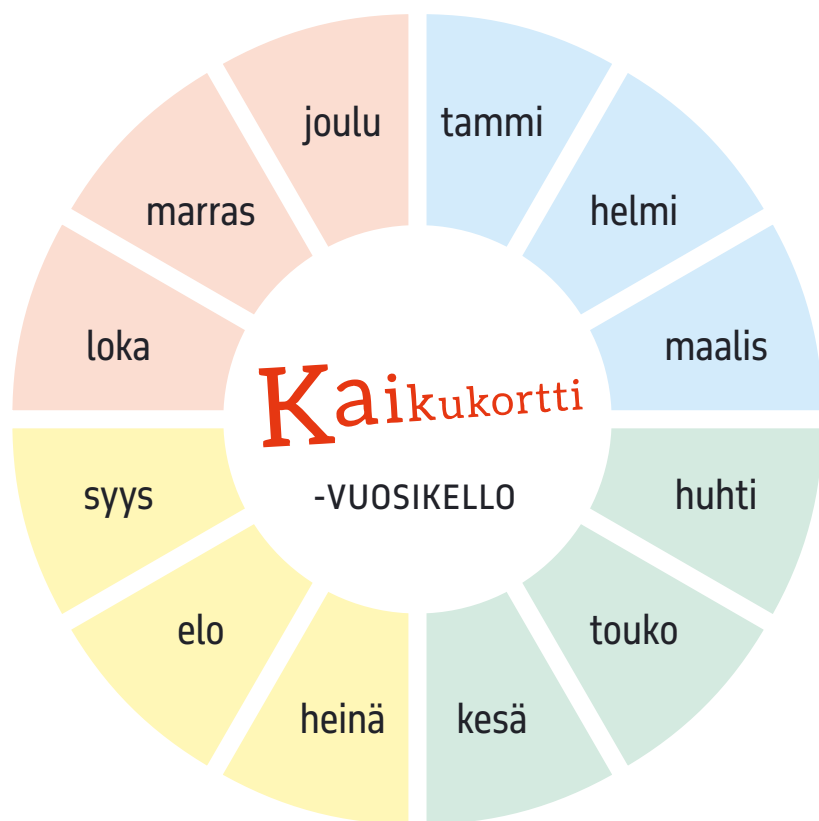 tammi
helmi
maalis
huhti
touko
kesä
heinä
elo
syys
loka
marras
joulu
Kaikukortti
-VUOSIKELLO